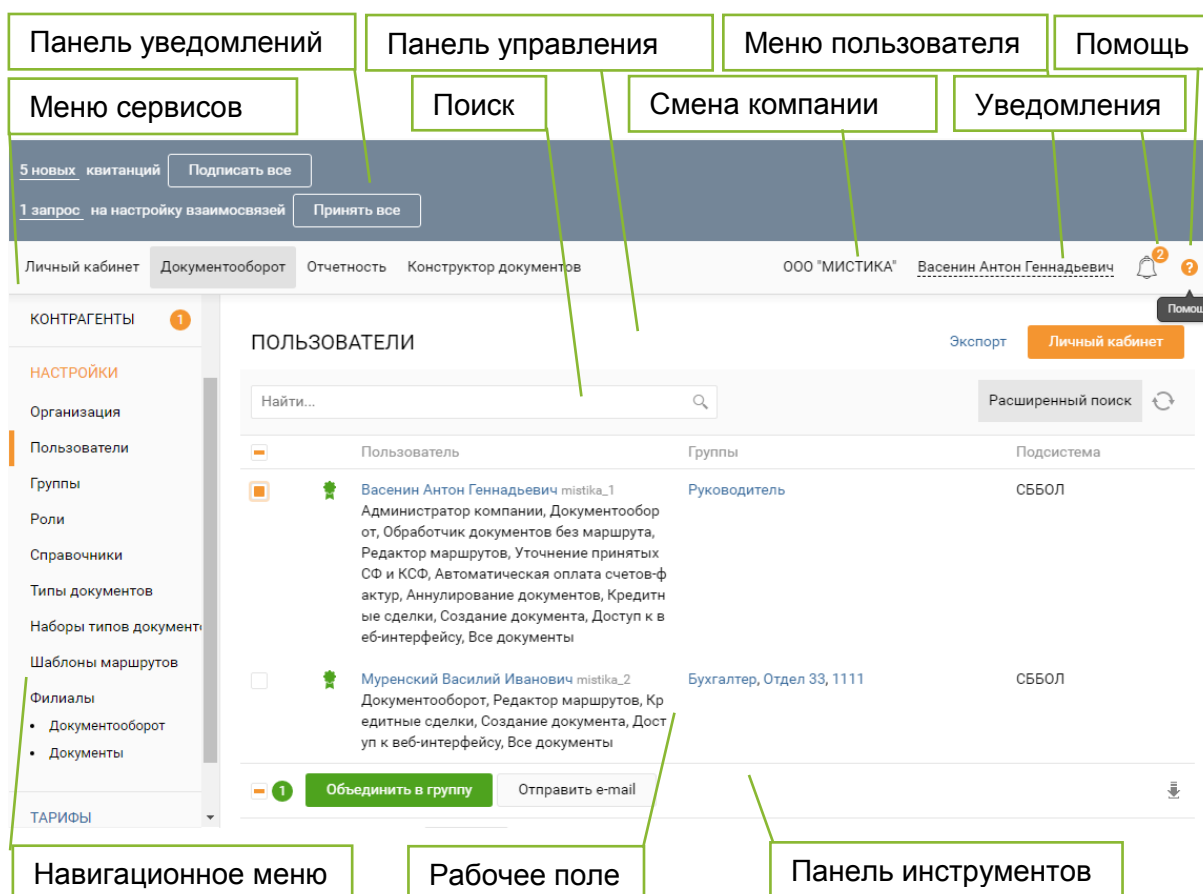 Панель уведомлений
Панель управления
Меню пользователя
Помощь
Меню сервисов
Поиск
Смена компании
Уведомления
5 новых квитанций Подписать все
1 запрос на настройку взаимосвязей Принять все
Личный кабинет Документооборот Отчетность Конструктор документов ООО "МИСТИКА" Васенин Антон Геннадьевич 2 ?
Помощ
КОНТРАГЕНТЫ 1
НАСТРОЙКИ
Организация
Пользователи
Группы
Роли
Справочники
Типы документов
Наборы типов документ
Шаблоны маршрутов
Филиалы
• Документооборот
• Документы
ТАРИФЫ
ПОЛЬЗОВАТЕЛИ
Экспорт Личный кабинет
Найти... Расширенный поиск
Пользователь Группы Подсистема
Васенин Антон Геннадьевич mistika_1 Руководитель СББОЛ
Администратор компании, Документообор
от, Обработчик документов без маршрута,
Редактор маршрутов, Уточнение принятых
СФ и КСФ, Автоматическая оплата счетов-ф
актур, Аннулирование документов, Кредитн
ые сделки, Создание документа, Доступ к в
еб-интерфейсу, Все документы
Муренский Василий Иванович mistika_2 Бухгалтер, Отдел 33, 1111 СББОЛ
Документооборот, Редактор маршрутов, Кр
едитные сделки, Создание документа, Дост
уп к веб-интерфейсу, Все документы
1 Объединить в группу Отправить e-mail
Навигационное меню
Рабочее поле
Панель инструментов